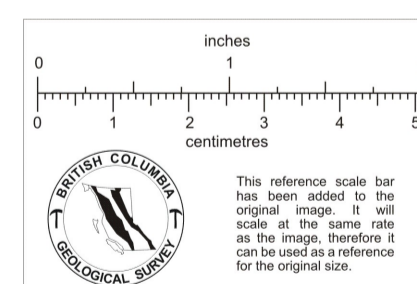 inches
0 1
0 1 2 3 4 5
centimetres
BRITISH COLUMBIA
GEOLOGICAL SURVEY
This reference scale bar
has been added to the
original image. It will
scale at the same rate
as the image, therefore it
can be used as a reference
for the original size.